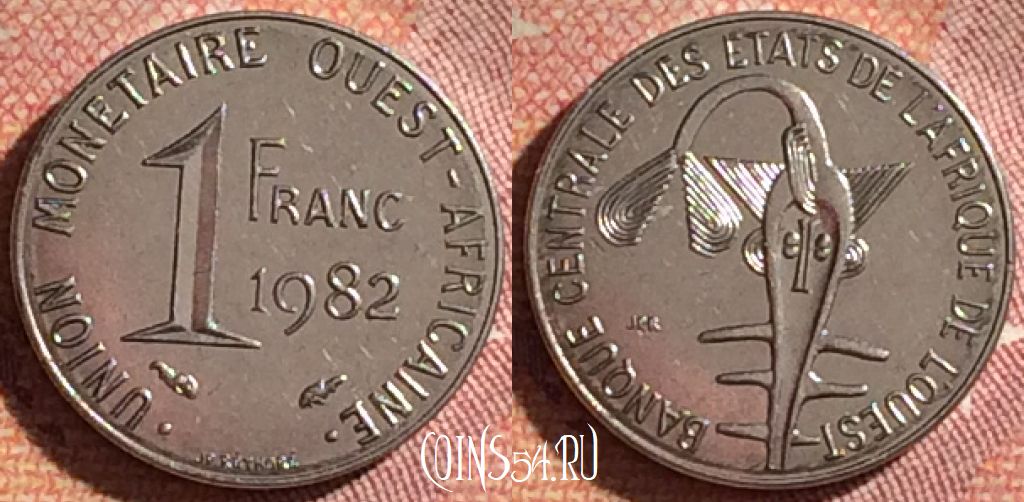 · UNION MONETAIRE OUEST-AFRICAINE ·
1
FRANC
1982
BANQUE CENTRALE DES ETATS DE L'AFRIQUE DE L'OUEST
COINS54.RU